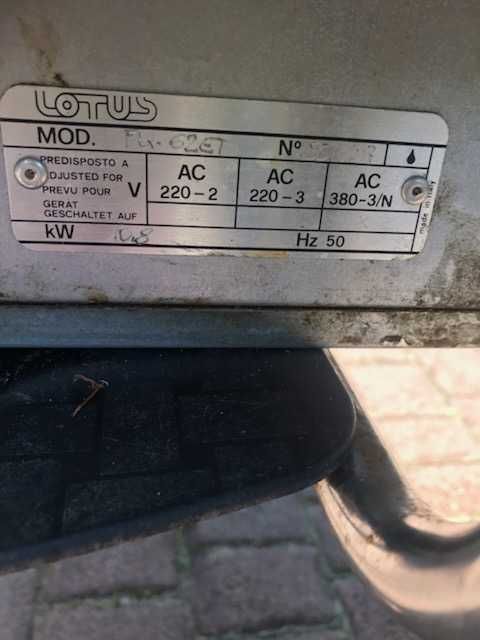 LOTUS
MOD. 62ET N°
PREDISPOSTO A
ADJUSTED FOR
PREVU POUR V
GERAT
GESCHALTET AUF
AC
220-2
AC
220-3
AC
380-3/N
kW Hz 50
made in Italy